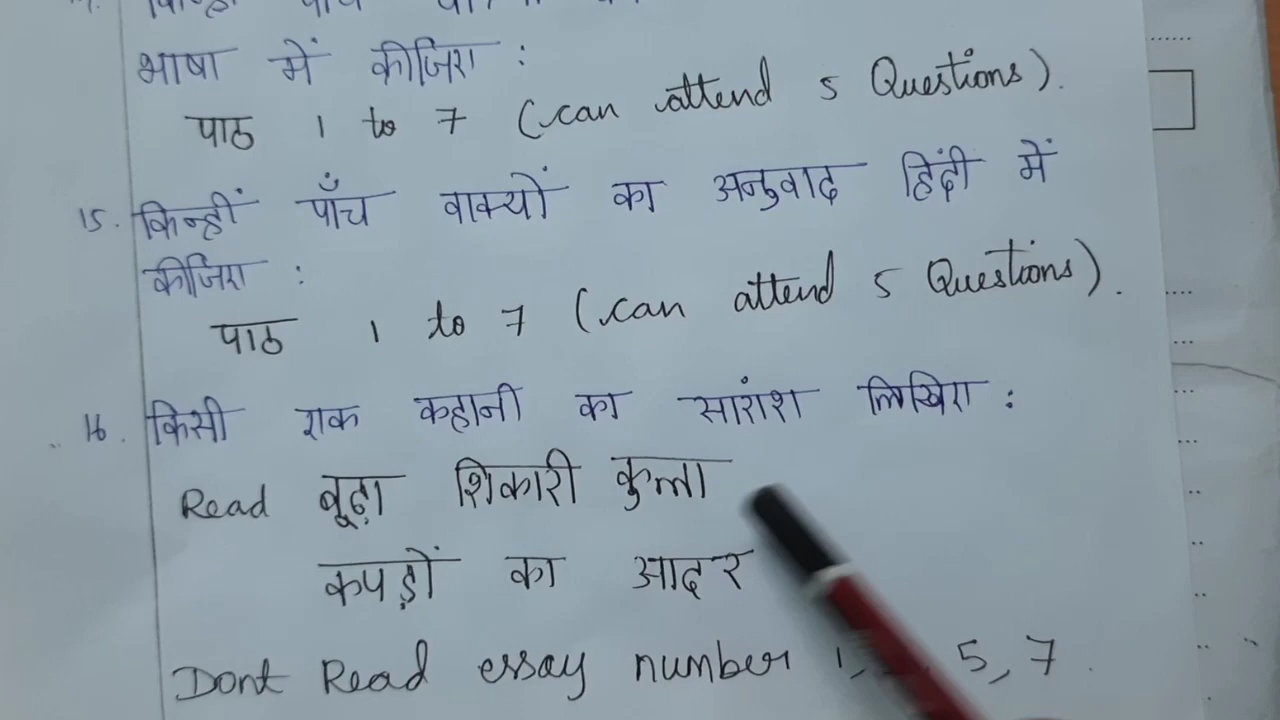 भाषा में कीजिए :
पाठ 1 to 7 (can attend 5 Questions).
15. किन्हीं पाँच वाक्यों का अनुवाद हिंदी में
कीजिए :
पाठ 1 to 7 (can attend 5 Questions).
16. किसी एक कहानी का सारांश लिखिए :
Read बूढ़ा शिकारी कुत्ता
कपड़ों का आदर
Dont Read essay number 1, 5, 7.